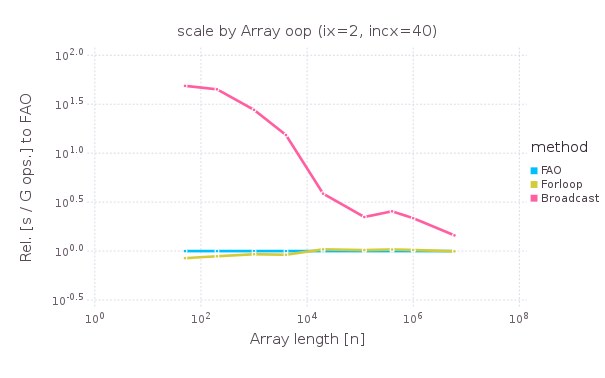 scale by Array oop (ix=2, incx=40)
Rel. [s / G ops.] to FAO
10^2.0
10^1.5
10^1.0
10^0.5
10^0.0
10^-0.5
10^0 10^2 10^4 10^6 10^8
Array length [n]
method
FAO
Forloop
Broadcast